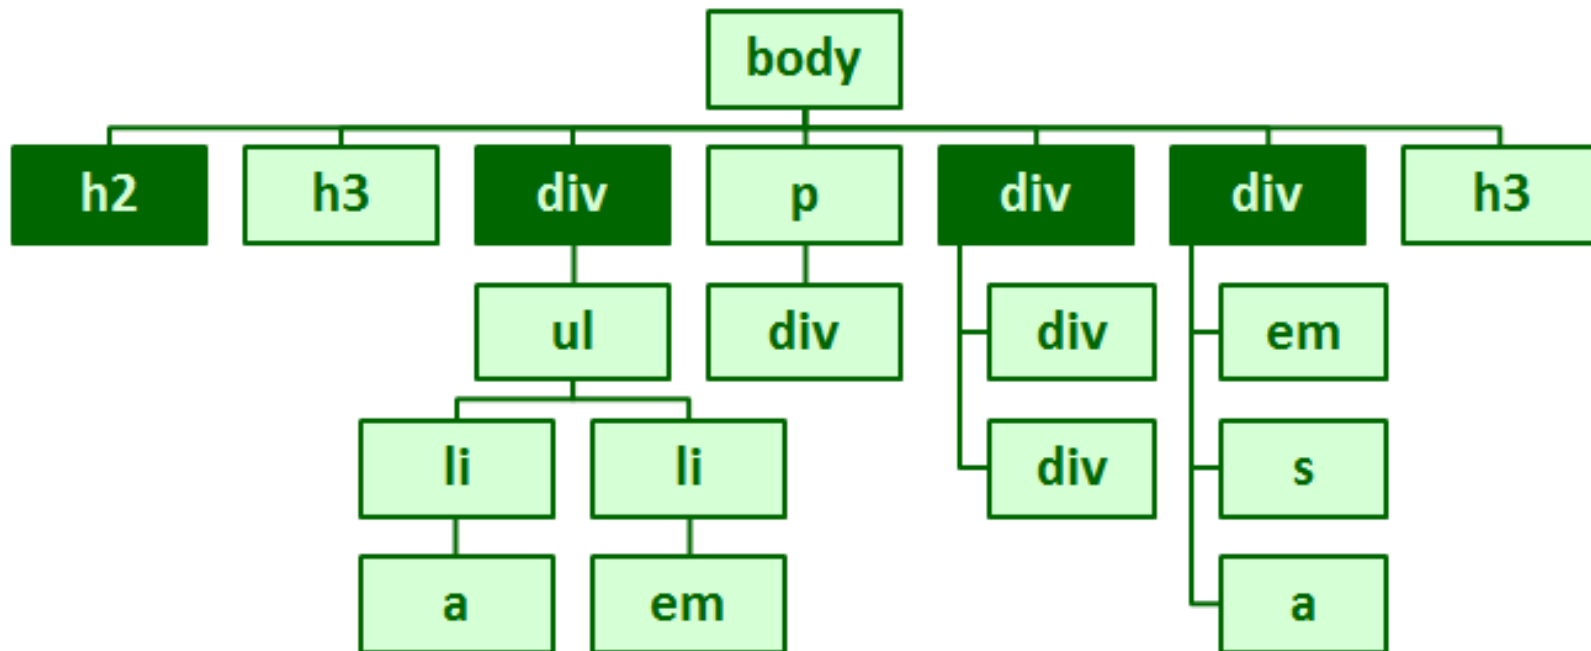 body
h2 h3 div p div div h3
ul div div em
li li div s
a em a